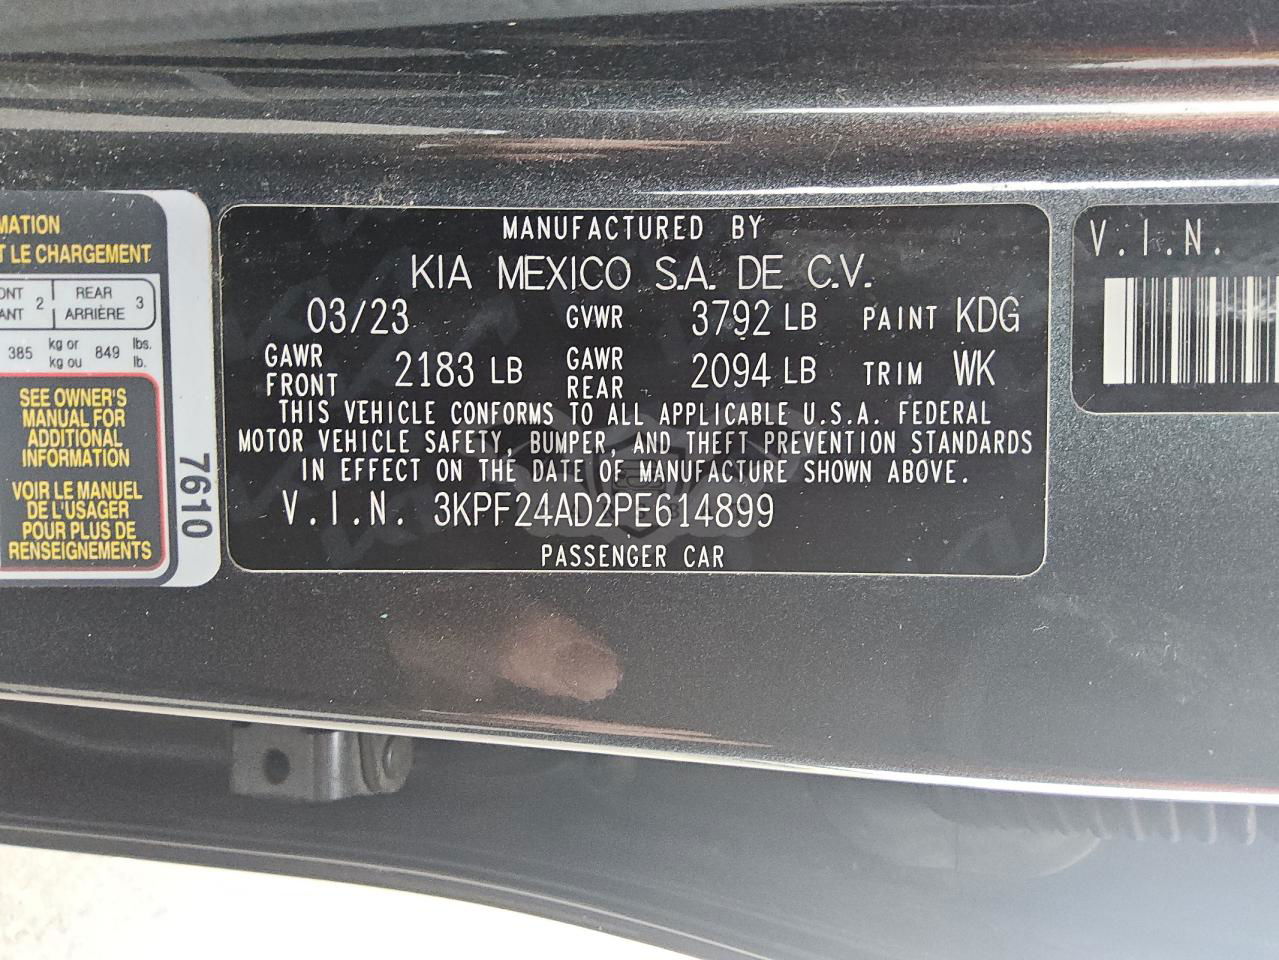 MATION
T LE CHARGEMENT
ONT 2 REAR 3
ANT ARRIÈRE
385 kg or 849 lbs.
kg ou lb.
SEE OWNER'S
MANUAL FOR
ADDITIONAL
INFORMATION
VOIR LE MANUEL
DE L'USAGER
POUR PLUS DE
RENSEIGNEMENTS
7610
MANUFACTURED BY
KIA MEXICO S.A. DE C.V.
03/23 GVWR 3792 LB PAINT KDG
GAWR FRONT 2183 LB GAWR REAR 2094 LB TRIM WK
THIS VEHICLE CONFORMS TO ALL APPLICABLE U.S.A. FEDERAL
MOTOR VEHICLE SAFETY, BUMPER, AND THEFT PREVENTION STANDARDS
IN EFFECT ON THE DATE OF MANUFACTURE SHOWN ABOVE.
V.I.N. 3KPF24AD2PE614899
PASSENGER CAR
V.I.N.